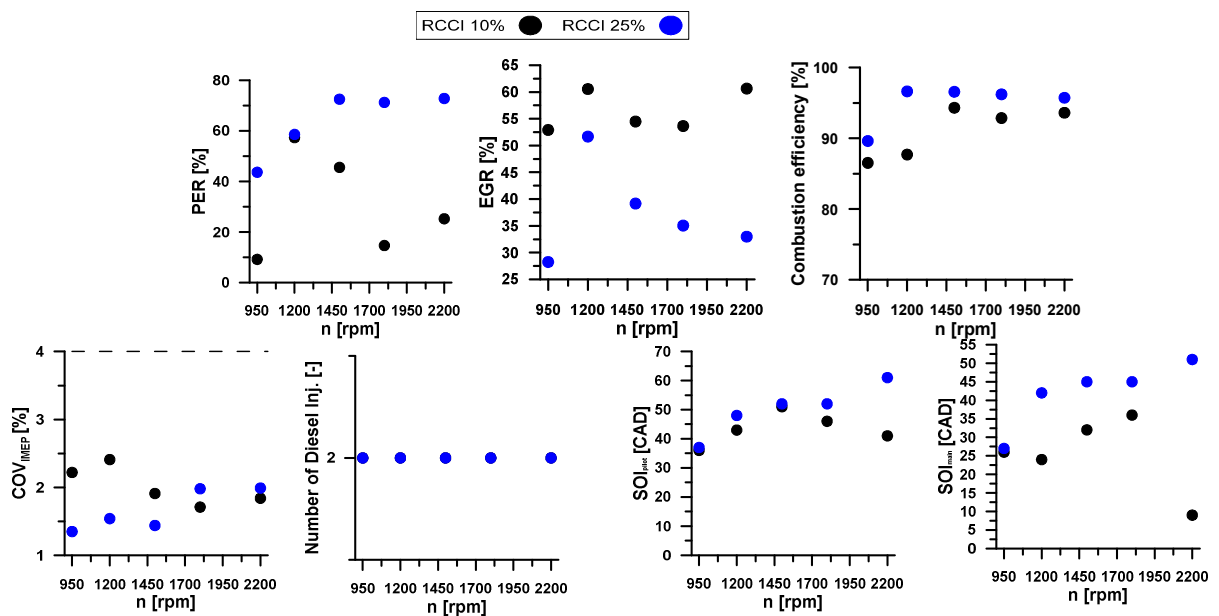 RCCI 10% RCCI 25%
PER [%]
80
60
40
20
0
950 1200 1450 1700 1950 2200
n [rpm]
EGR [%]
65
60
55
50
45
40
35
30
25
950 1200 1450 1700 1950 2200
n [rpm]
Combustion efficiency [%]
100
90
80
70
950 1200 1450 1700 1950 2200
n [rpm]
COVIMEP [%]
4
3
2
1
950 1200 1450 1700 1950 2200
n [rpm]
Number of Diesel Inj. [-]
2
950 1200 1450 1700 1950 2200
n [rpm]
SOIpilot [CAD]
70
60
50
40
30
20
10
0
950 1200 1450 1700 1950 2200
n [rpm]
SOImain [CAD]
55
50
45
40
35
30
25
20
15
10
5
0
950 1200 1450 1700 1950 2200
n [rpm]